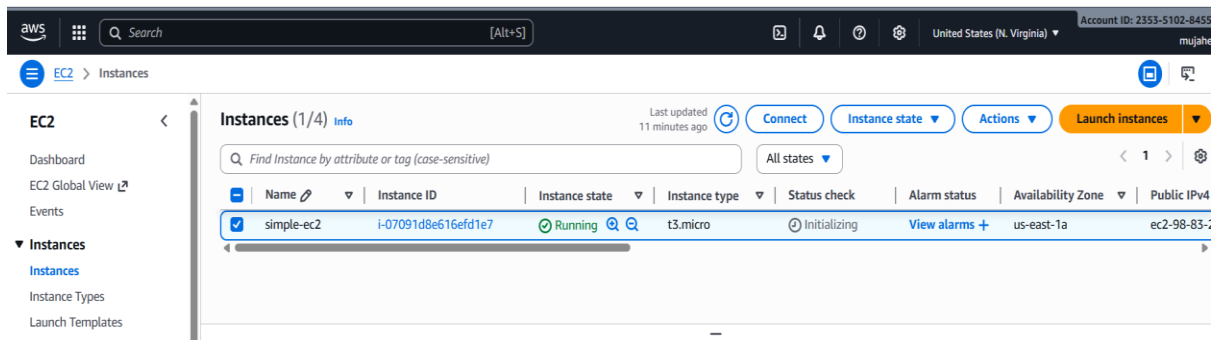 aws
Search
[Alt+S]
United States (N. Virginia)
Account ID: 2353-5102-8455
EC2 > Instances
EC2
Dashboard
EC2 Global View
Events
Instances
Instances
Instance Types
Launch Templates
Instances (1/4) Info
Last updated
11 minutes ago
Connect
Instance state
Actions
Launch instances
Find Instance by attribute or tag (case-sensitive)
All states
1
Name
Instance ID
Instance state
Instance type
Status check
Alarm status
Availability Zone
Public IPv4
simple-ec2
i-07091d8e616efd1e7
Running
t3.micro
Initializing
View alarms +
us-east-1a